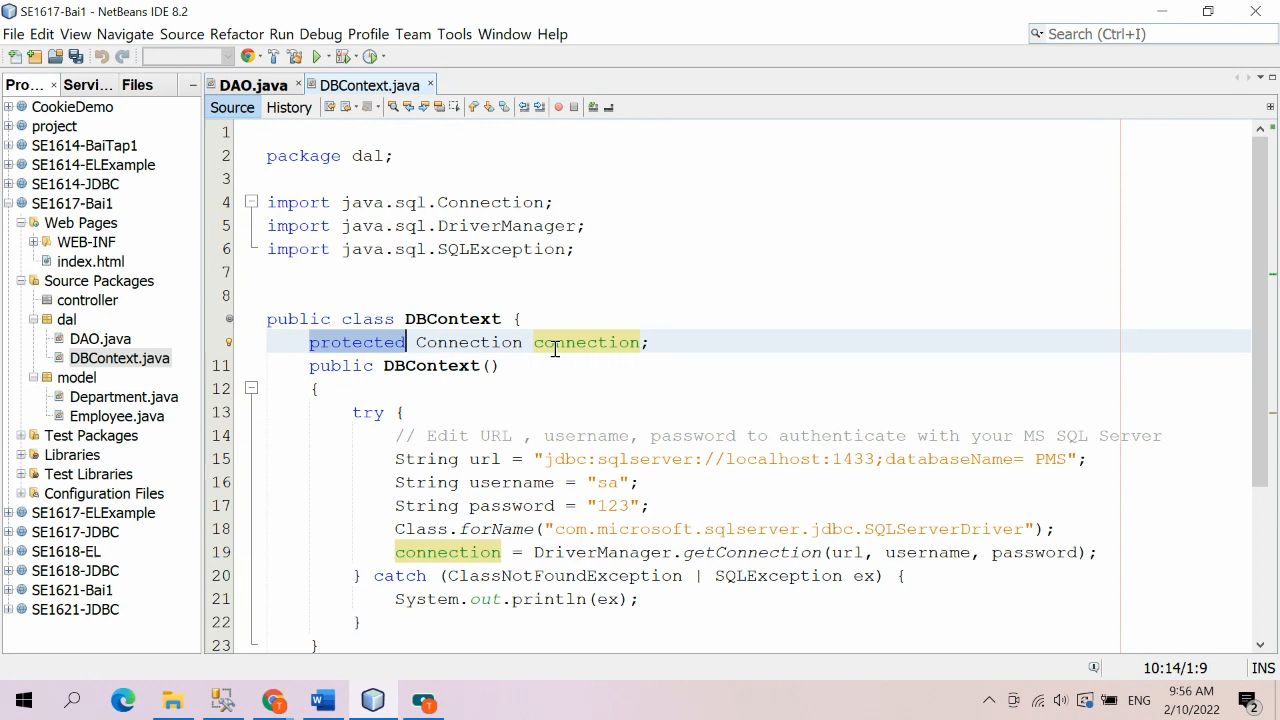 SE1617-Bai1 - NetBeans IDE 8.2
File Edit View Navigate Source Refactor Run Debug Profile Team Tools Window Help
Search (Ctrl+I)
Pro... × Servi... Files
DAO.java × DBContext.java ×
Source History
CookieDemo
project
SE1614-BaiTap1
SE1614-ELExample
SE1614-JDBC
SE1617-Bai1
Web Pages
WEB-INF
index.html
Source Packages
controller
dal
DAO.java
DBContext.java
model
Department.java
Employee.java
Test Packages
Libraries
Test Libraries
Configuration Files
SE1617-ELExample
SE1617-JDBC
SE1618-EL
SE1618-JDBC
SE1621-Bai1
SE1621-JDBC
1
2 package dal;
3
4 import java.sql.Connection;
5 import java.sql.DriverManager;
6 import java.sql.SQLException;
7
8
public class DBContext {
protected Connection connection;
11 public DBContext()
12 {
13 try {
14 // Edit URL , username, password to authenticate with your MS SQL Server
15 String url = "jdbc:sqlserver://localhost:1433;databaseName= PMS";
16 String username = "sa";
17 String password = "123";
18 Class.forName("com.microsoft.sqlserver.jdbc.SQLServerDriver");
19 connection = DriverManager.getConnection(url, username, password);
20 } catch (ClassNotFoundException | SQLException ex) {
21 System.out.println(ex);
22 }
23 }
10:14/1:9 INS
ENG
9:56 AM
2/10/2022
2